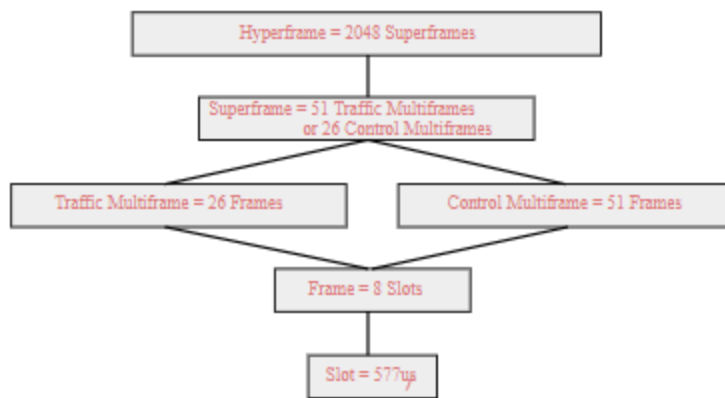 Hyperframe = 2048 Superframes
Superframe = 51 Traffic Multiframes
or 26 Control Multiframes
Traffic Multiframe = 26 Frames
Control Multiframe = 51 Frames
Frame = 8 Slots
Slot = 577us